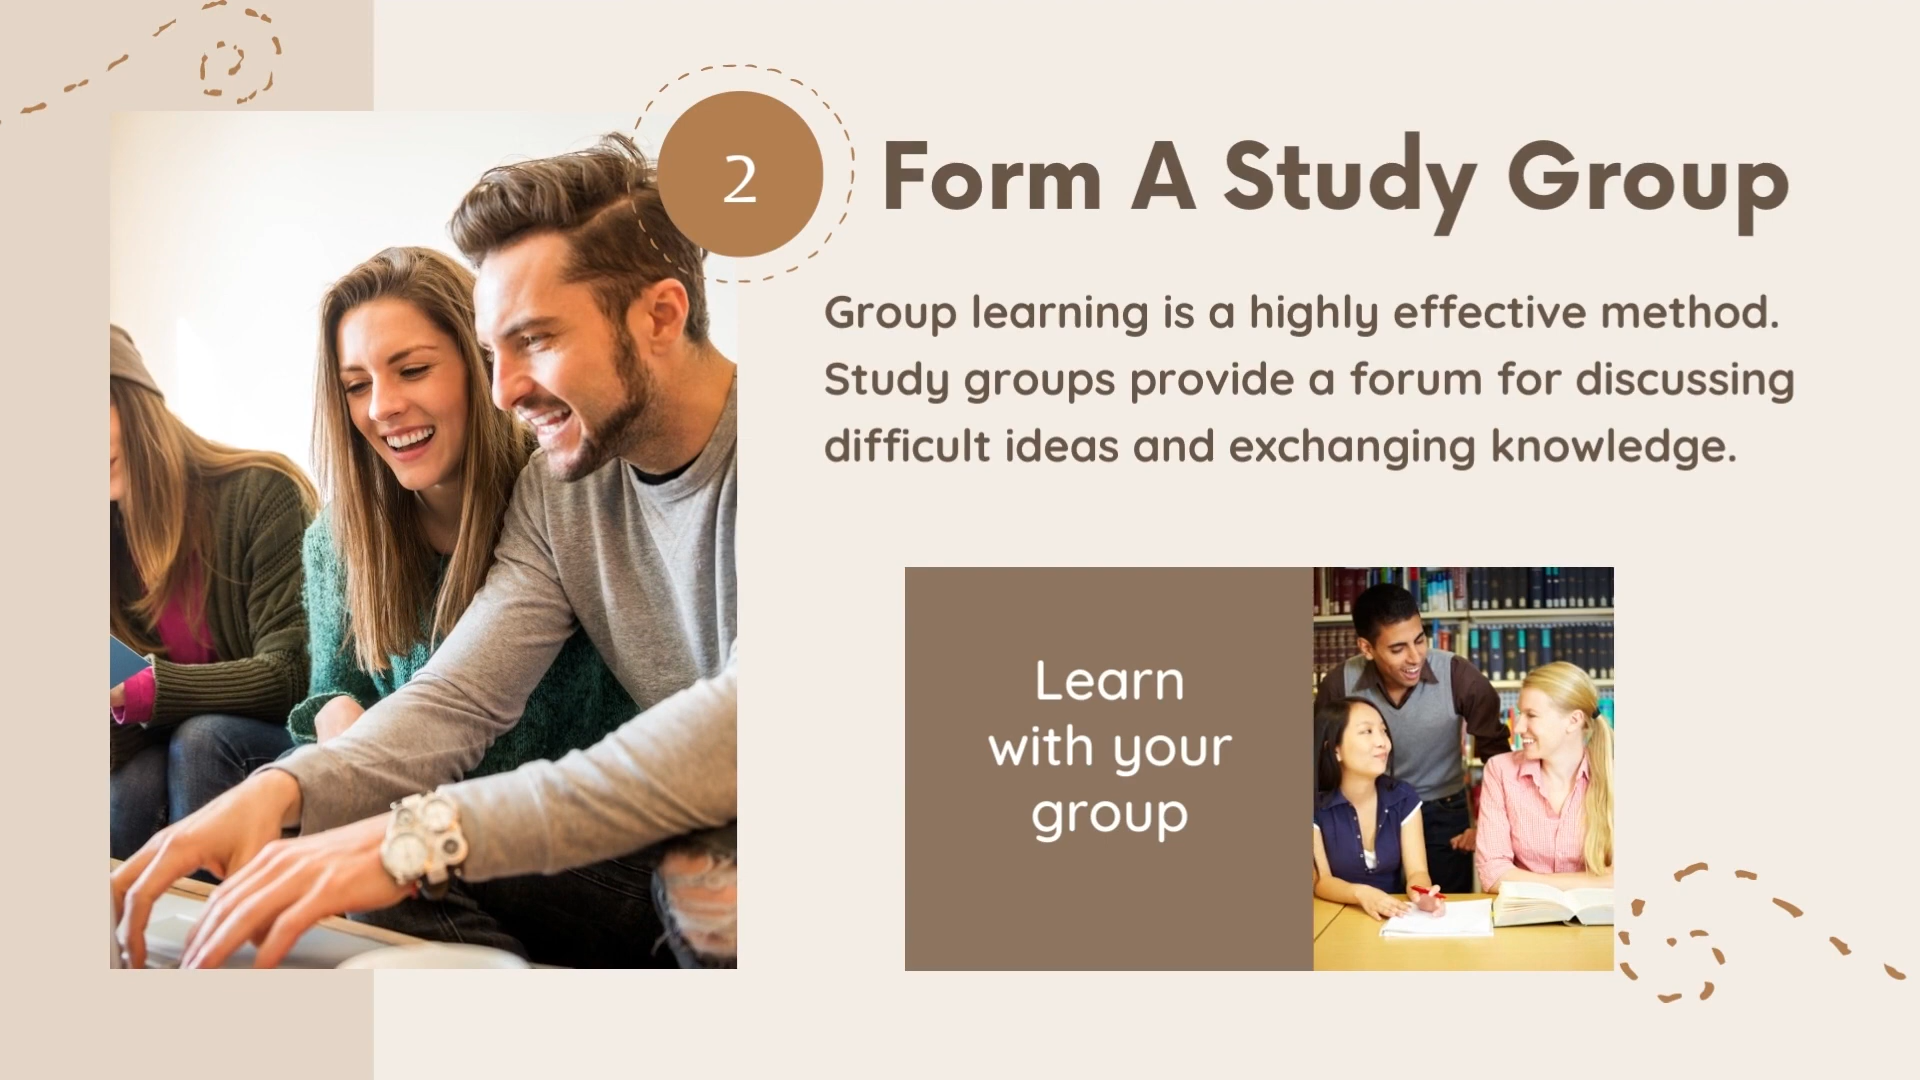 2
Form A Study Group
Group learning is a highly effective method.
Study groups provide a forum for discussing
difficult ideas and exchanging knowledge.
Learn
with your
group